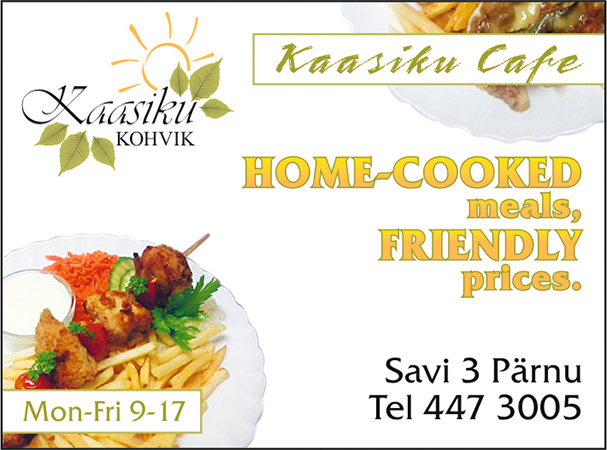 Kaasiku
KOHVIK
Kaasiku Cafe
HOME-COOKED
meals,
FRIENDLY
prices.
Savi 3 Pärnu
Tel 447 3005
Mon-Fri 9-17